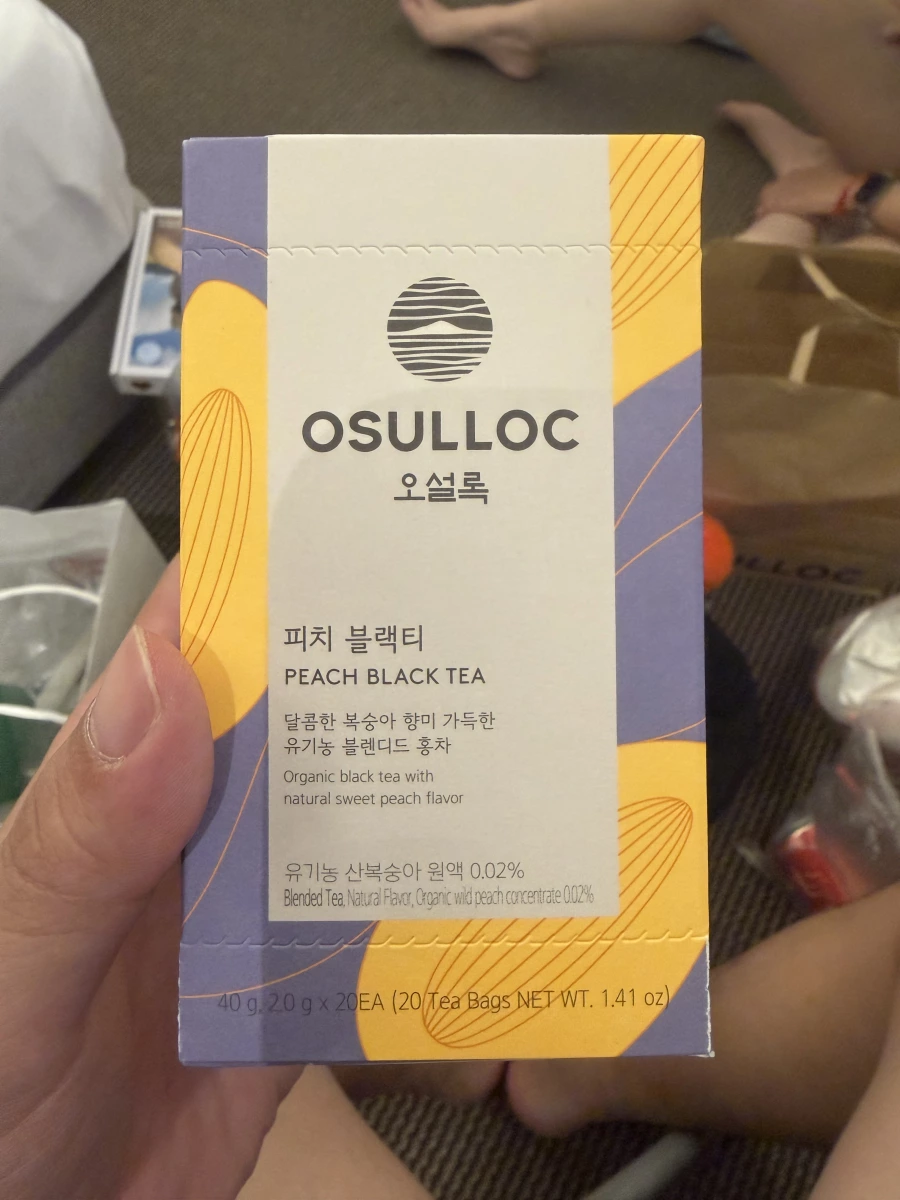 OSULLOC
오설록
피치 블랙티
PEACH BLACK TEA
달콤한 복숭아 향미 가득한
유기농 블렌디드 홍차
Organic black tea with
natural sweet peach flavor
유기농 산복숭아 원액 0.02%
Blended Tea, Natural Flavor, Organic wild peach concentrate 0.02%
40 g, 2.0 g x 20EA (20 Tea Bags NET WT. 1.41 oz)